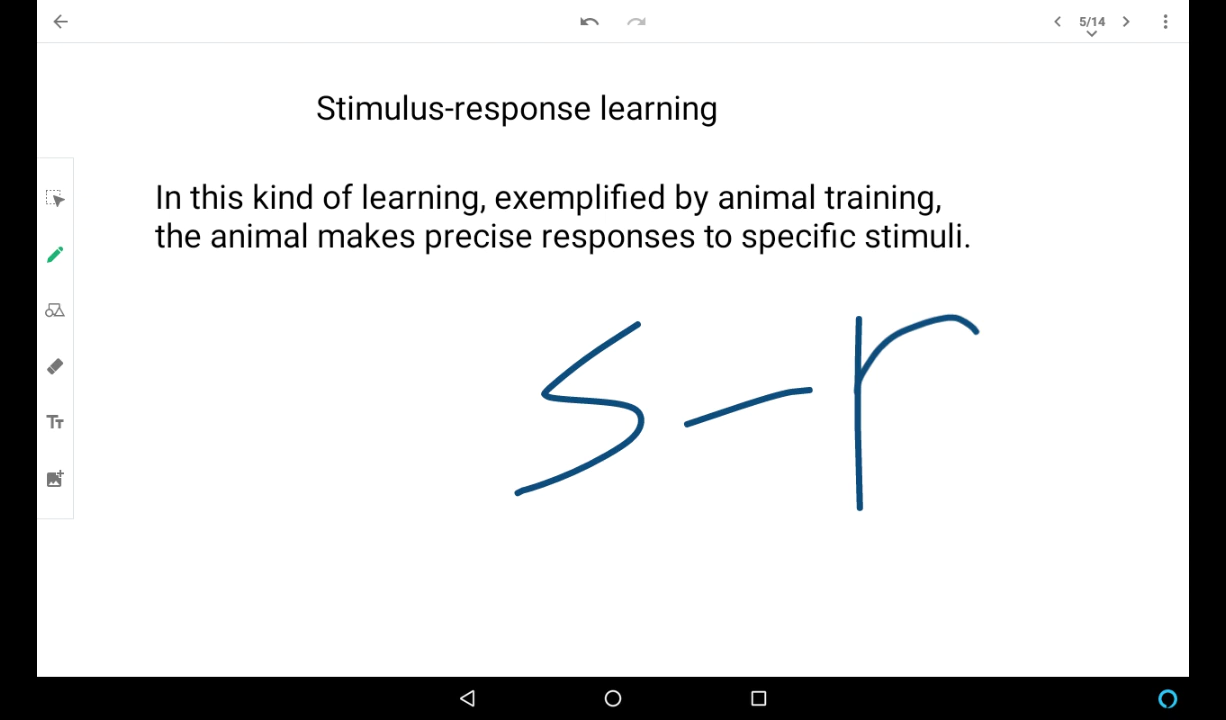 5/14
Stimulus-response learning
In this kind of learning, exemplified by animal training,
the animal makes precise responses to specific stimuli.
s-r